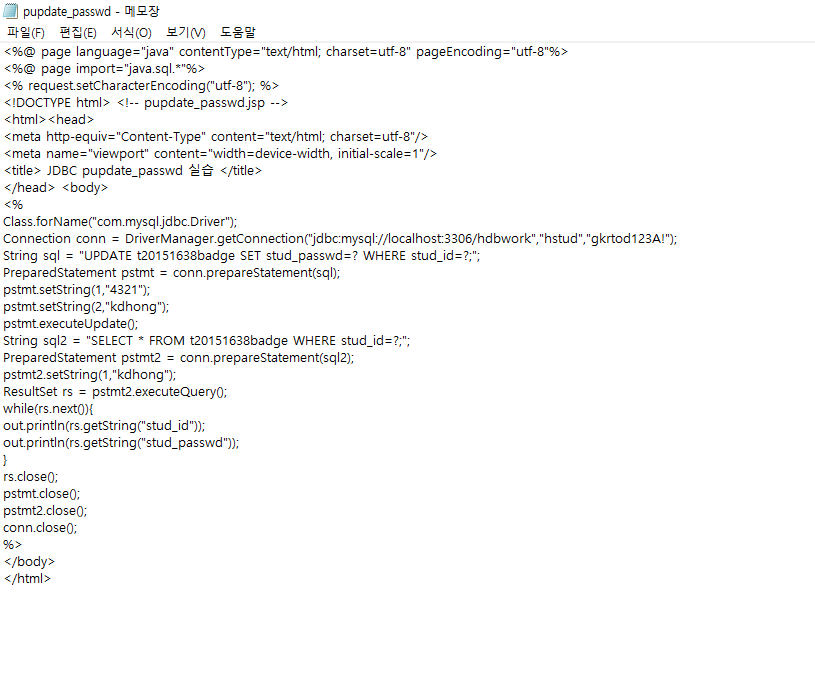 pupdate_passwd - 메모장
파일(F) 편집(E) 서식(O) 보기(V) 도움말
<%@ page language="java" contentType="text/html; charset=utf-8" pageEncoding="utf-8"%>
<%@ page import="java.sql.*"%>
<% request.setCharacterEncoding("utf-8"); %>
<!DOCTYPE html> <!-- pupdate_passwd.jsp -->
<html><head>
<meta http-equiv="Content-Type" content="text/html; charset=utf-8"/>
<meta name="viewport" content="width=device-width, initial-scale=1"/>
<title> JDBC pupdate_passwd 실습 </title>
</head> <body>
<%
Class.forName("com.mysql.jdbc.Driver");
Connection conn = DriverManager.getConnection("jdbc:mysql://localhost:3306/hdbwork","hstud","gkrtod123A!");
String sql = "UPDATE t20151638badge SET stud_passwd=? WHERE stud_id=?;";
PreparedStatement pstmt = conn.prepareStatement(sql);
pstmt.setString(1,"4321");
pstmt.setString(2,"kdhong");
pstmt.executeUpdate();
String sql2 = "SELECT * FROM t20151638badge WHERE stud_id=?;";
PreparedStatement pstmt2 = conn.prepareStatement(sql2);
pstmt2.setString(1,"kdhong");
ResultSet rs = pstmt2.executeQuery();
while(rs.next()){
out.println(rs.getString("stud_id"));
out.println(rs.getString("stud_passwd"));
}
rs.close();
pstmt.close();
pstmt2.close();
conn.close();
%>
</body>
</html>